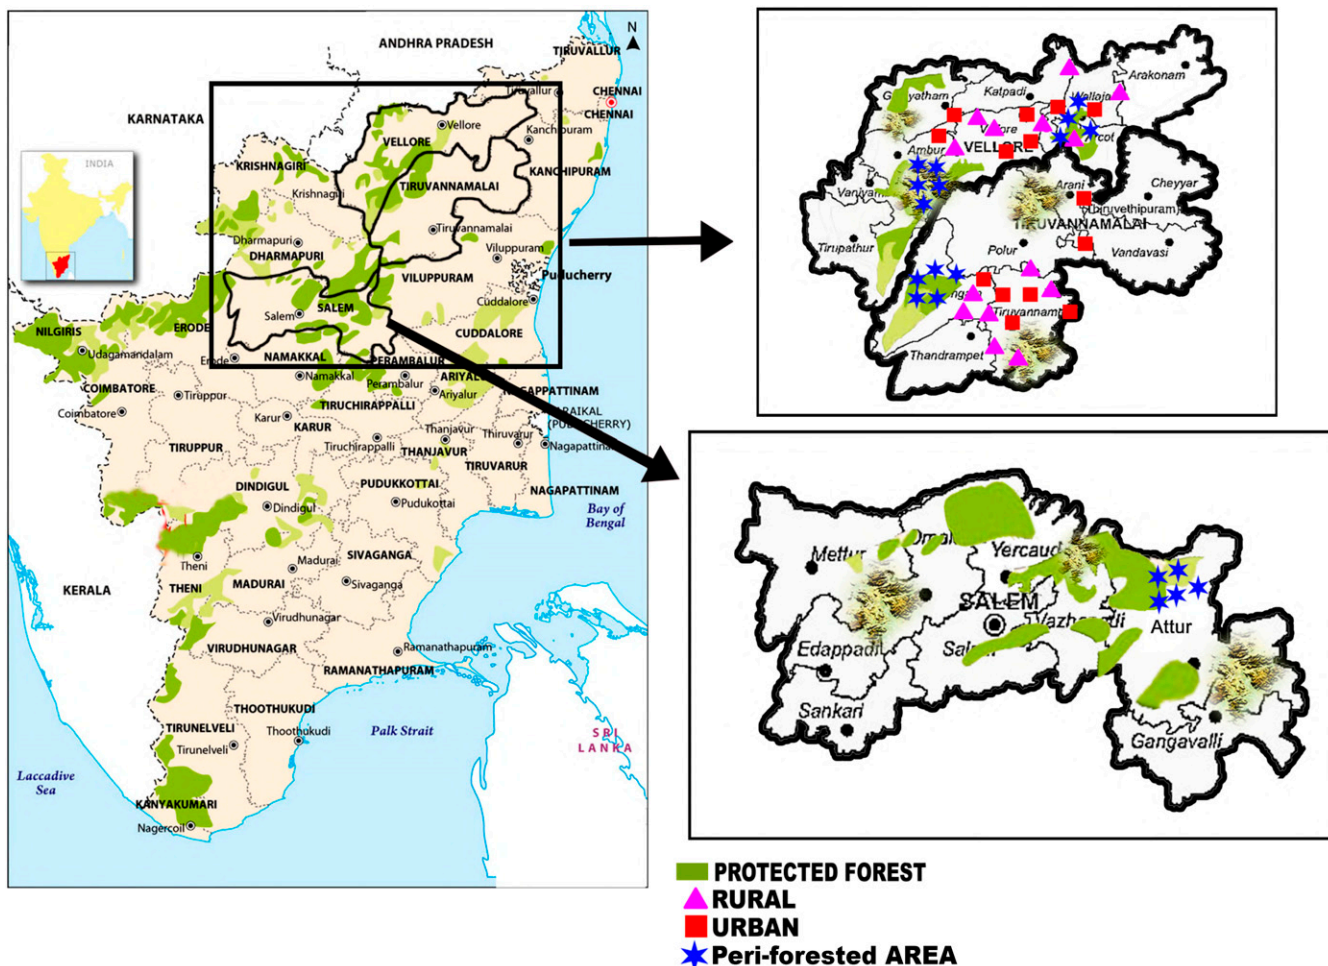 N
ANDHRA PRADESH
TIRUVALLUR
Tiruvallur
CHENNAI
CHENNAI
KARNATAKA
VELLORE
Vellore
Kanchipuram
INDIA
KRISHNAGIRI
Krishnagiri
KANCHIPURAM
TIRUVANNAMALAI
Tiruvannamalai
Dharmapuri
DHARMAPURI
Viluppuram
VILUPPURAM
Puducherry
Cuddalore
SALEM
Salem
CUDDALORE
NILGIRIS
ERODE
Udagamandalam
Erode
NAMAKKAL
Namakkal
PERAMBALUR
Perambalur
Ariyalur
NAGAPPATTINAM
COIMBATORE
Tiruppur
Coimbatore
TIRUCHIRAPPALLI
Karur
KARUR
(PUDUCHERRY)
Tiruchirappalli
Thanjavur
THANJAVUR
Thiruvarur
Nagapattinam
TIRUPPUR
TIRUVARUR
DINDIGUL
Dindigul
PUDUKKOTTAI
Pudukottai
NAGAPATTINAM
Bay of
Bengal
Theni
THENI
Madurai
MADURAI
SIVAGANGA
Sivaganga
KERALA
Virudhunagar
VIRUDHUNAGAR
Ramanathapuram
RAMANATHAPURAM
THOOTHUKUDI
Thoothukudi
TIRUNELVELI
Tirunelveli
Palk Strait
SRI
LANKA
Laccadive
Sea
KANYAKUMARI
Nagercoil
Katpadi
Arakonam
Vellore
VELLORE
Ambur
Arani
Cheyyar
(Thiruvethipuram)
TIRUVANNAMALAI
Tirupathur
Polur
Vandavasi
Thandrampet
Mettur
Yercaud
SALEM
Attur
Edappadi
Sankari
Gangavalli
PROTECTED FOREST
RURAL
URBAN
Peri-forested AREA